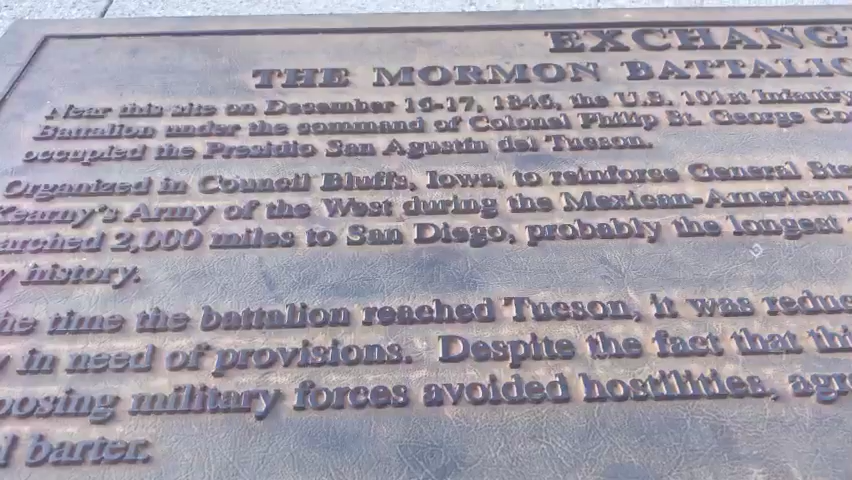 EXCHANG
THE MORMON BATTALIO
Near this site on December 16-17, 1846, the U.S. 101st Infantry
Battalion under the command of Colonel Philip St. George Co
occupied the Presidio San Agustin del Tucson.
Organized in Council Bluffs, Iowa, to reinforce General Ste
Kearny's Army of the West during the Mexican-American
arched 2,000 miles to San Diego, probably the longest
y history.
he time the battalion reached Tucson, it was redu
y in need of provisions. Despite the fact that thi
posing military forces avoided hostilities, agr
d barter.